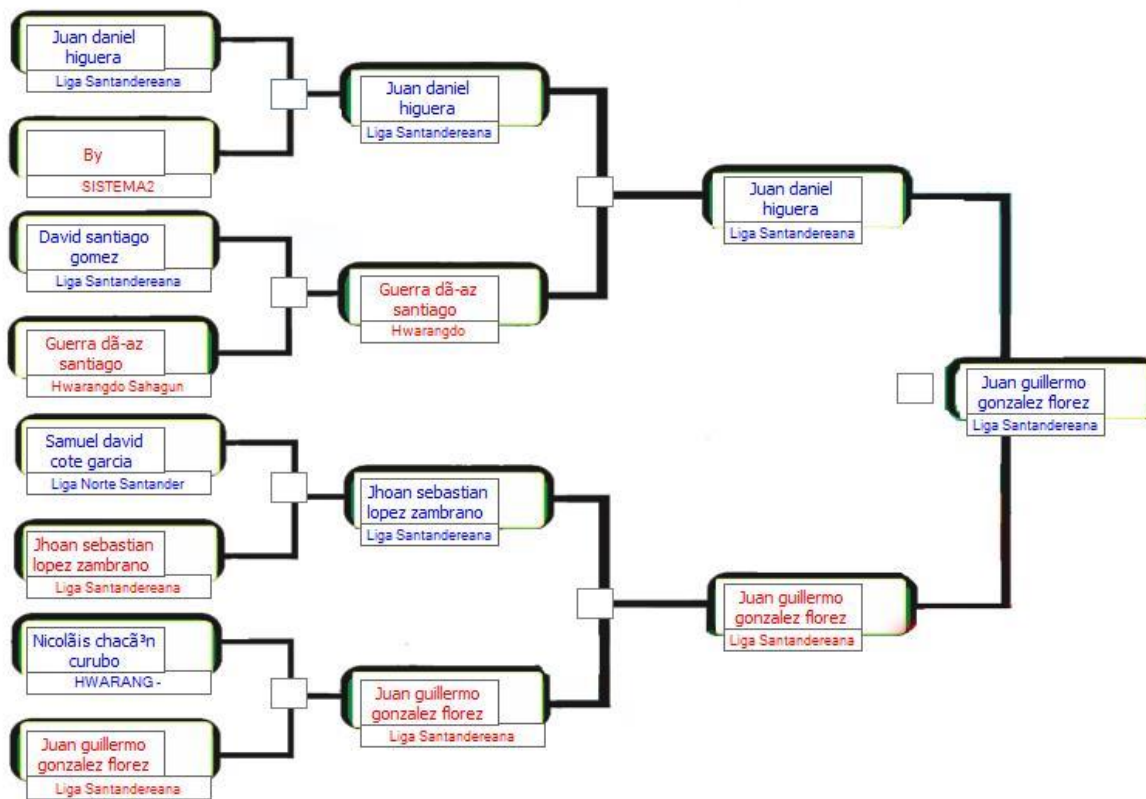 Juan daniel
higuera
Liga Santandereana
By
SISTEMA2
David santiago
gomez
Liga Santandereana
Guerra dã-az
santiago
Hwarangdo Sahagun
Samuel david
cote garcia
Liga Norte Santander
Jhoan sebastian
lopez zambrano
Liga Santandereana
Nicolãis chacã³n
curubo
HWARANG -
Juan guillermo
gonzalez florez
Liga Santandereana
Juan daniel
higuera
Liga Santandereana
Guerra dã-az
santiago
Hwarangdo
Jhoan sebastian
lopez zambrano
Liga Santandereana
Juan guillermo
gonzalez florez
Liga Santandereana
Juan daniel
higuera
Liga Santandereana
Juan guillermo
gonzalez florez
Liga Santandereana
Juan guillermo
gonzalez florez
Liga Santandereana